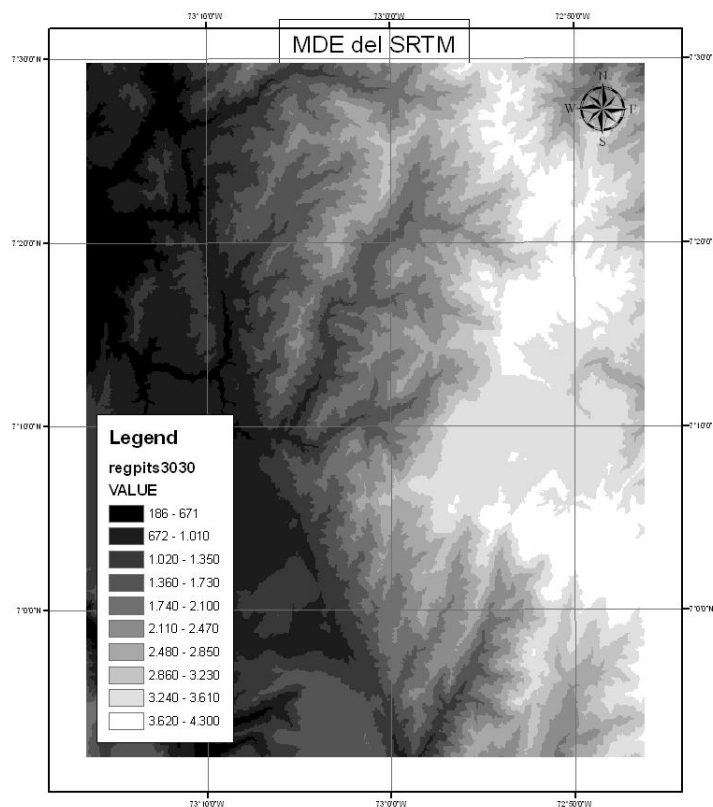 73°10'0"W 73°0'0"W 72°50'0"W
MDE del SRTM
7°30'0"N 7°30'0"N
N
W E
S
7°20'0"N 7°20'0"N
7°10'0"N 7°10'0"N
Legend
regpits3030
VALUE
186 - 671
672 - 1.010
1.020 - 1.350
1.360 - 1.730
1.740 - 2.100
2.110 - 2.470
2.480 - 2.850
2.860 - 3.230
3.240 - 3.610
3.620 - 4.300
7°0'0"N 7°0'0"N
73°10'0"W 73°0'0"W 72°50'0"W